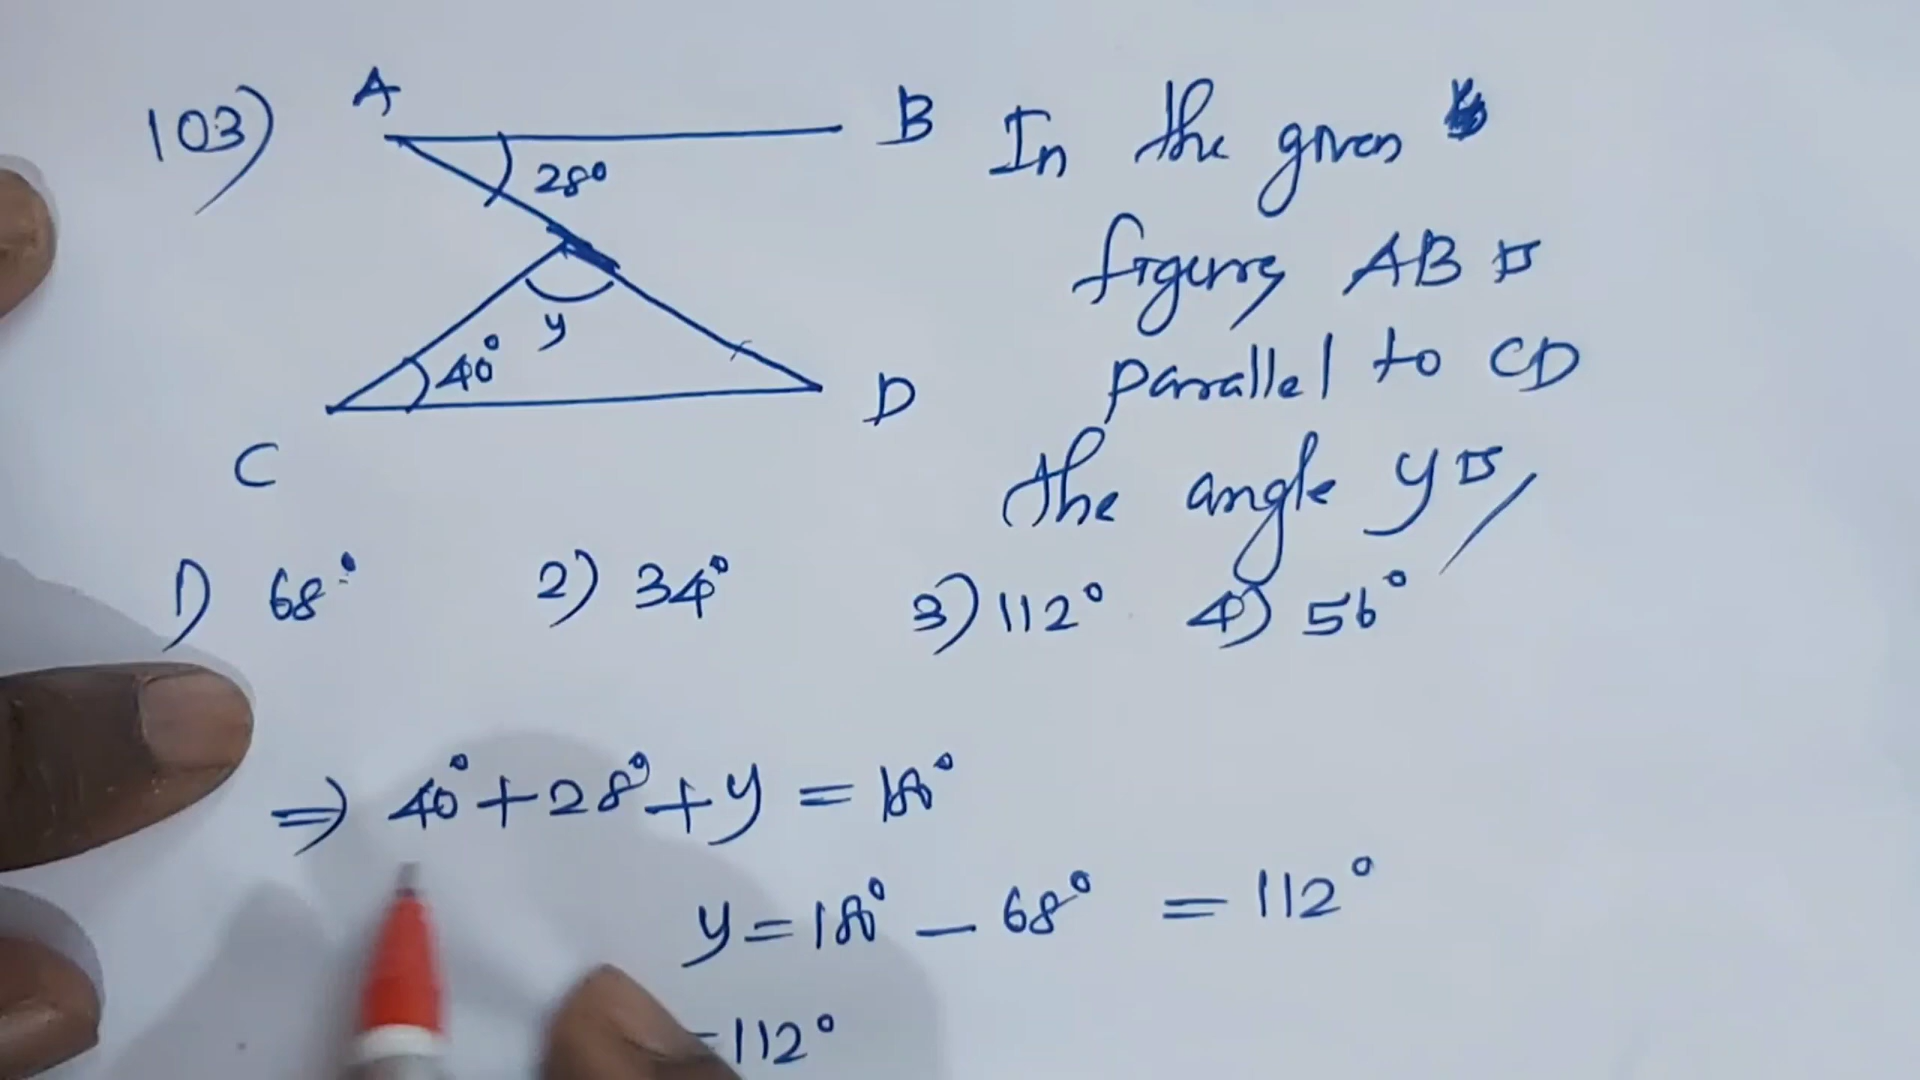 103)
A
B
28°
y
40°
C
D
In the given
figure, AB is
parallel to CD
the angle y is
1) 68° 2) 34° 3) 112° 4) 56°
⇒ 40° + 28° + y = 180°
y = 180° - 68° = 112°
=112°